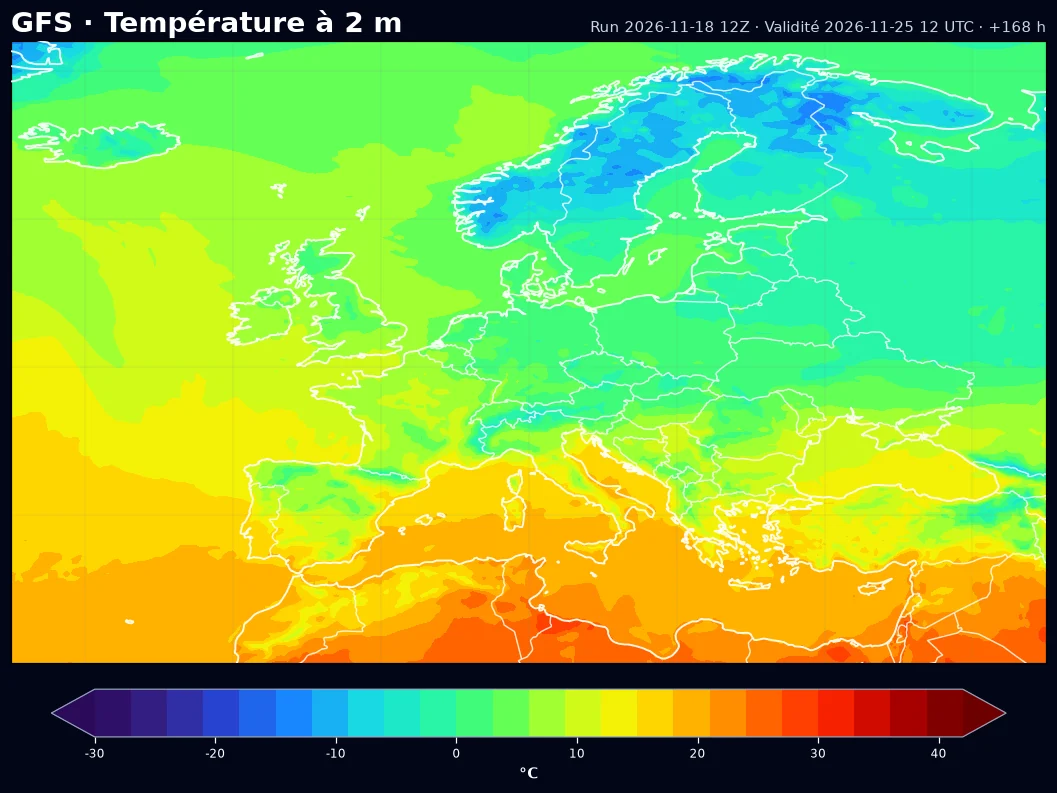 GFS · Température à 2 m
Run 2026-11-18 12Z · Validité 2026-11-25 12 UTC · +168 h
-30 -20 -10 0 10 20 30 40
°C